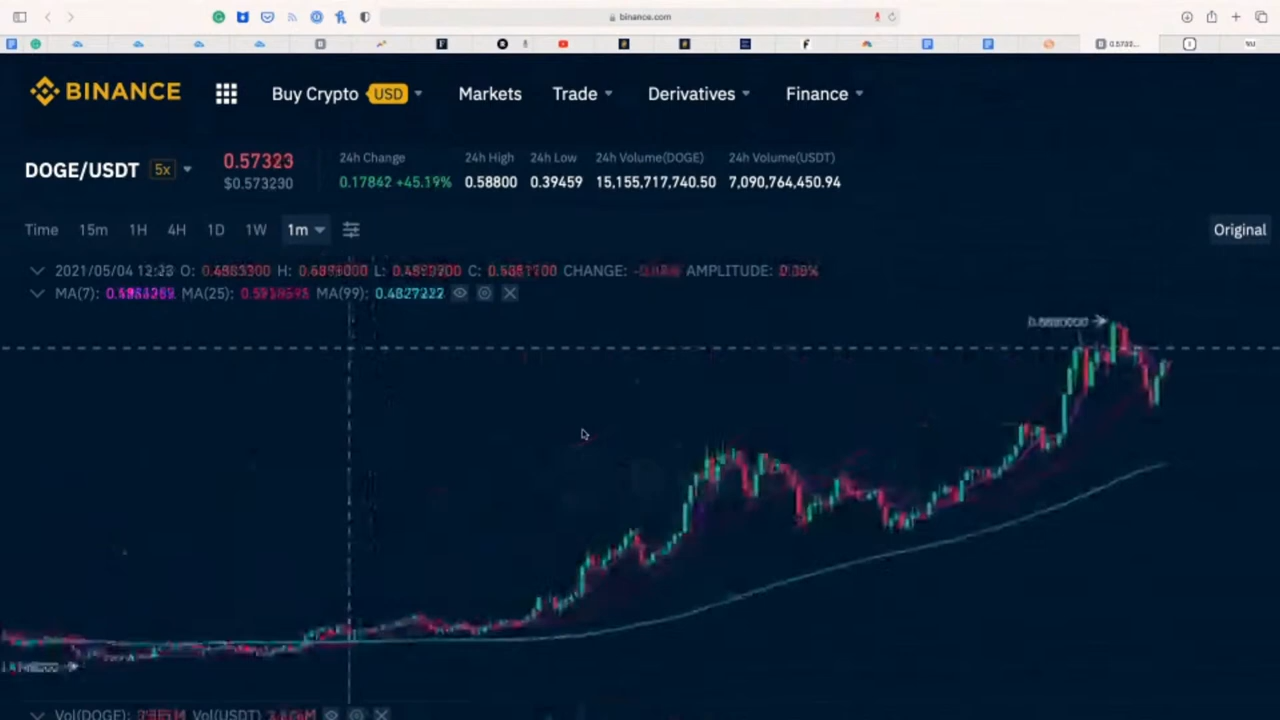 binance.com
0.5732...
BINANCE
Buy Crypto USD Markets Trade Derivatives Finance
DOGE/USDT 5x
0.57323
$0.573230
24h Change
0.17842 +45.19%
24h High
0.58800
24h Low
0.39459
24h Volume(DOGE)
15,155,717,740.50
24h Volume(USDT)
7,090,764,450.94
Time 15m 1H 4H 1D 1W 1m
Original
2021/05/04 O: H: L: C: CHANGE: AMPLITUDE:
MA(7): MA(25): MA(99):
Vol(DOGE): Vol(USDT)